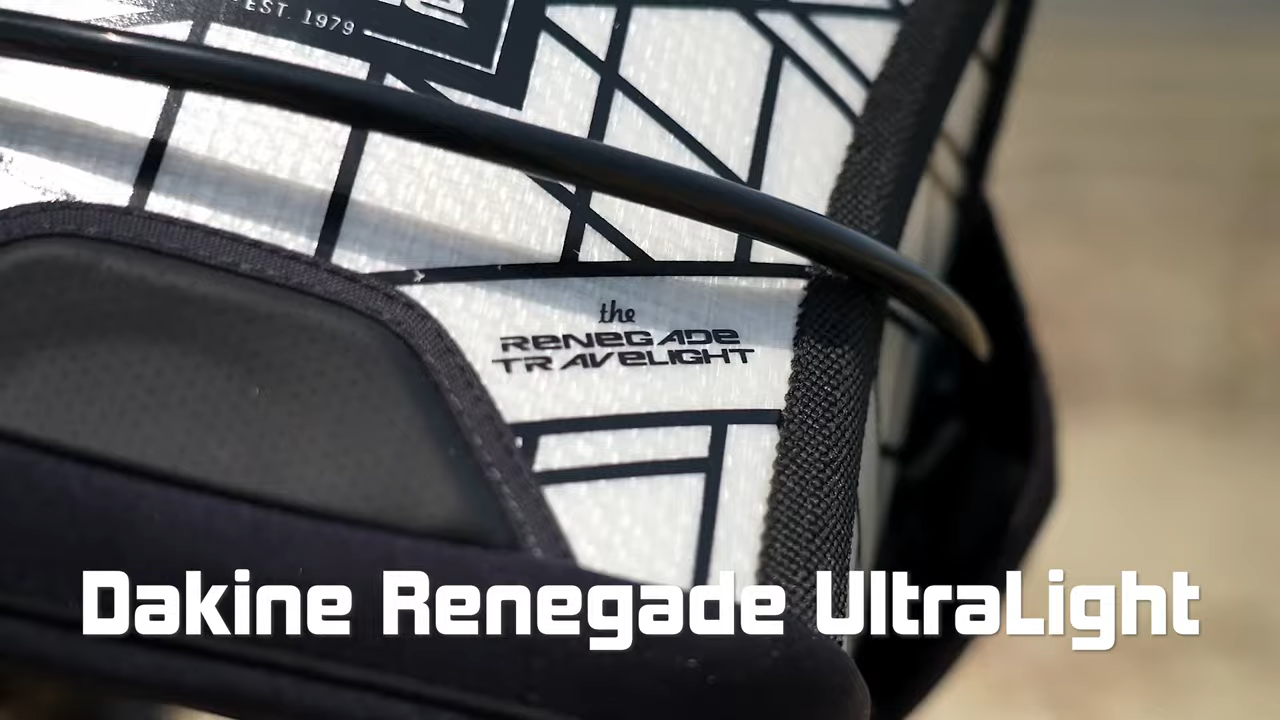 EST. 1979
the
RENEGADE
TRAVELIGHT
Dakine Renegade UltraLight